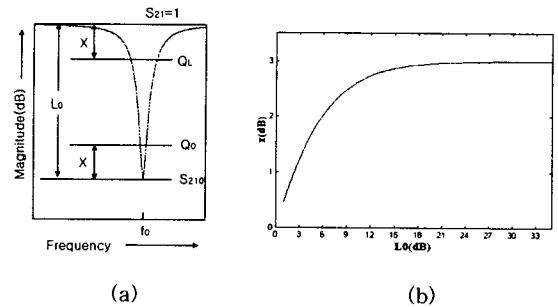 S21=1
X
QL
L0
Magnitude(dB)
Q0
X
S210
f0
Frequency
(a)
x(dB)
3
2
1
0
0 3 6 9 12 15 18 21 24 27 30 33
L0(dB)
(b)